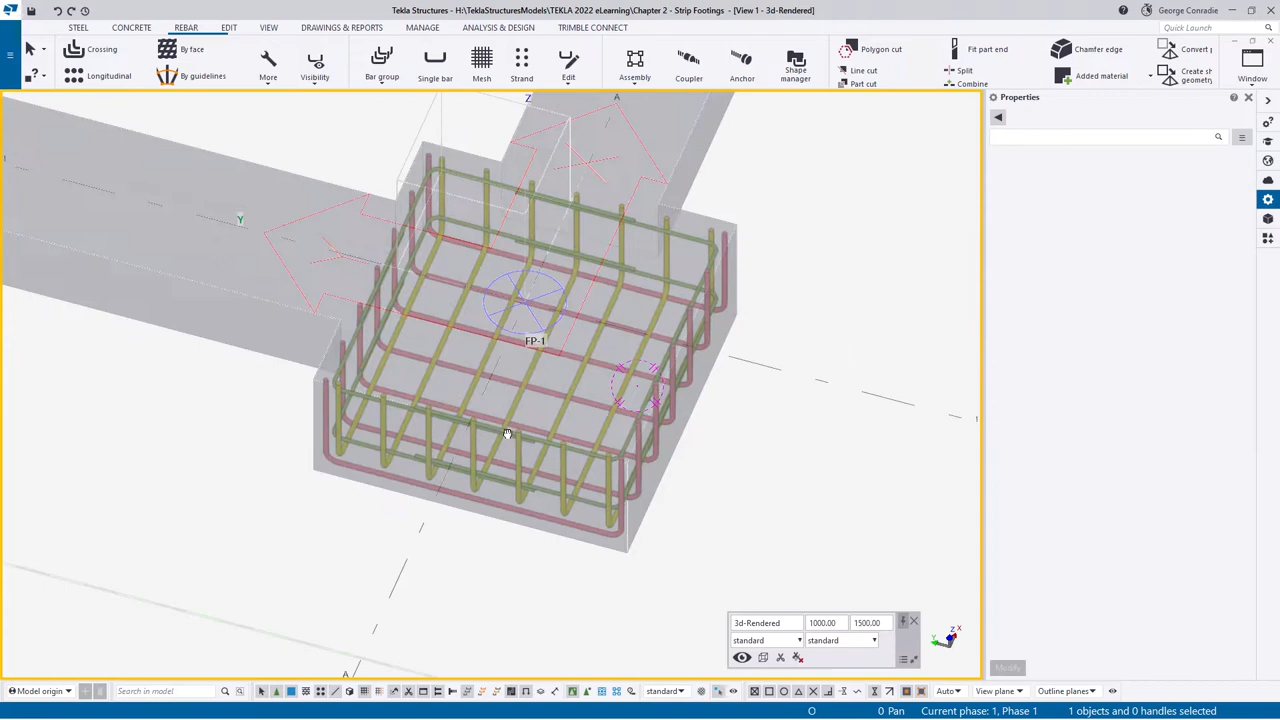 Tekla Structures - H:\TeklaStructuresModels\TEKLA 2022 eLearning\Chapter 2 - Strip Footings - [View 1 - 3d-Rendered]
George Conradie
STEEL CONCRETE REBAR EDIT VIEW DRAWINGS & REPORTS MANAGE ANALYSIS & DESIGN TRIMBLE CONNECT
Quick Launch
Crossing
By face
Longitudinal
By guidelines
More
Visibility
Bar group
Single bar
Mesh
Strand
Edit
Assembly
Coupler
Anchor
Shape manager
Polygon cut
Line cut
Part cut
Fit part end
Split
Combine
Chamfer edge
Added material
Convert
Create sh
geometry
Window
Properties
Z
A
Y
FP-1
A
3d-Rendered 1000.00 1500.00
standard standard
Z X
Y
Modify
Model origin
Search in model
standard
Auto
View plane
Outline planes
O 0 Pan Current phase: 1, Phase 1 1 objects and 0 handles selected